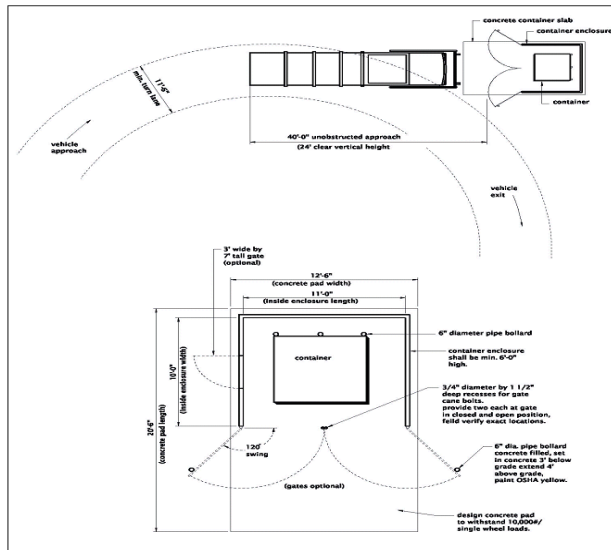 concrete container slab
container enclosure
11'-6"
min. turn lane
container
40'-0" unobstructed approach
(24' clear vertical height
vehicle
approach
vehicle
exit
3' wide by
7' tall gate
(optional)
12'-6"
(concrete pad width)
11'-0"
(inside enclosure length)
6" diameter pipe bollard
container
container enclosure
shall be min. 6'-0"
high.
10'-0"
(inside enclosure width)
20'-6"
(concrete pad length)
3/4" diameter by 1 1/2"
deep recesses for gate
cane bolts.
provide two each at gate
in closed and open position,
feild verify exact locations.
120°
swing
6" dia. pipe bollard
concrete filled, set
in concrete 3' below
grade extend 4'
above grade,
paint OSHA yellow.
(gates optional)
design concrete pad
to withstand 10,000#/
single wheel loads.